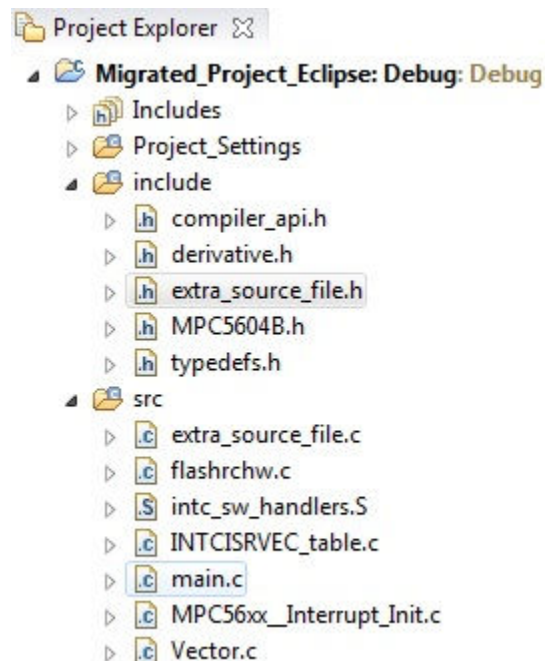 Project Explorer
Migrated_Project_Eclipse: Debug: Debug
Includes
Project_Settings
include
.h compiler_api.h
.h derivative.h
.h extra_source_file.h
.h MPC5604B.h
.h typedefs.h
src
.c extra_source_file.c
.c flashrchw.c
.S intc_sw_handlers.S
.c INTCISRVEC_table.c
.c main.c
.c MPC56xx__Interrupt_Init.c
.c Vector.c